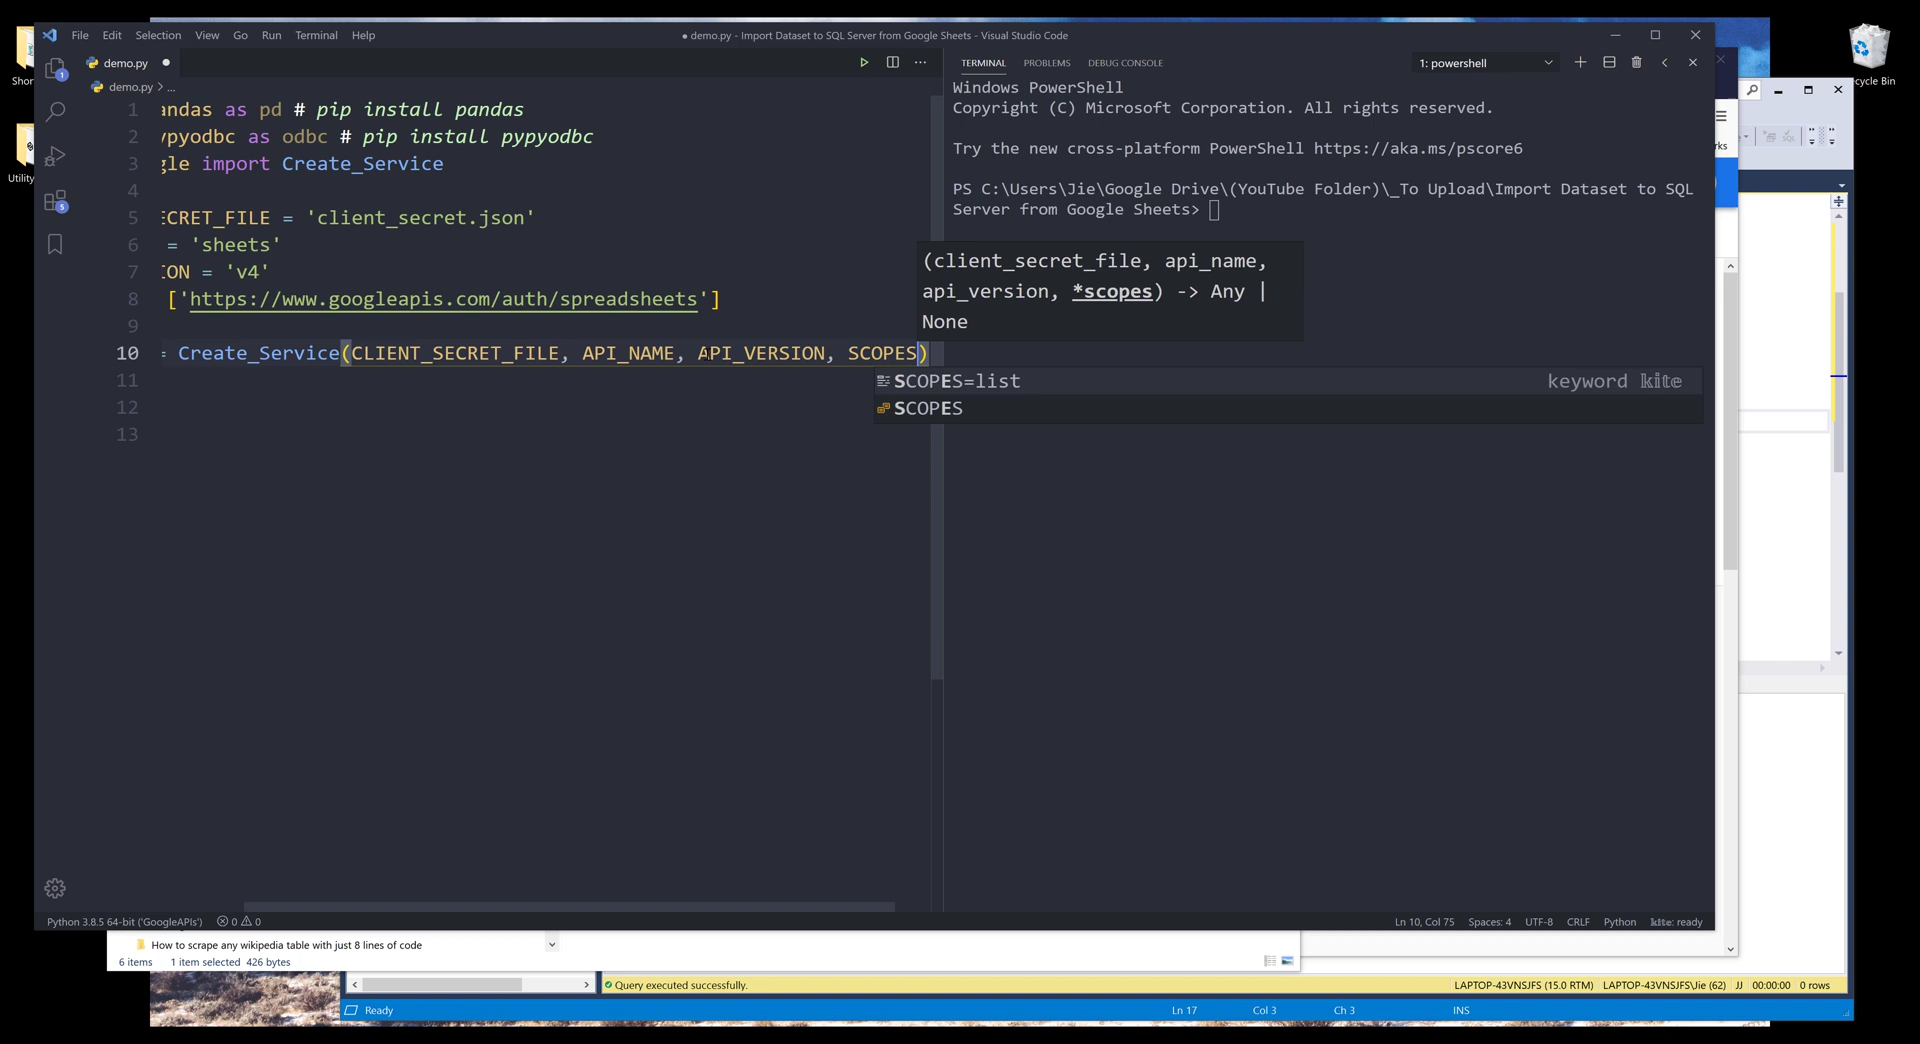 File Edit Selection View Go Run Terminal Help
● demo.py - Import Dataset to SQL Server from Google Sheets - Visual Studio Code
demo.py ●
demo.py > ...
1 andas as pd # pip install pandas
2 ypyodbc as odbc # pip install pypyodbc
3 gle import Create_Service
4
5 ECRET_FILE = 'client_secret.json'
6 = 'sheets'
7 ION = 'v4'
8 ['https://www.googleapis.com/auth/spreadsheets']
9
10 = Create_Service(CLIENT_SECRET_FILE, API_NAME, API_VERSION, SCOPES)
11
12
13
TERMINAL PROBLEMS DEBUG CONSOLE 1: powershell
Windows PowerShell
Copyright (C) Microsoft Corporation. All rights reserved.
Try the new cross-platform PowerShell https://aka.ms/pscore6
PS C:\Users\Jie\Google Drive\(YouTube Folder)\_To Upload\Import Dataset to SQL
Server from Google Sheets>
(client_secret_file, api_name,
api_version, *scopes) -> Any |
None
SCOPES=list keyword kite
SCOPES
1
5
Python 3.8.5 64-bit ('GoogleAPIs') 0 0
Ln 10, Col 75 Spaces: 4 UTF-8 CRLF Python kite: ready
How to scrape any wikipedia table with just 8 lines of code
6 items 1 item selected 426 bytes
Query executed successfully.
LAPTOP-43VNSJFS (15.0 RTM) LAPTOP-43VNSJFS\Jie (62) JJ 00:00:00 0 rows
Ready Ln 17 Col 3 Ch 3 INS
Shor
Utility
cycle Bin
rks